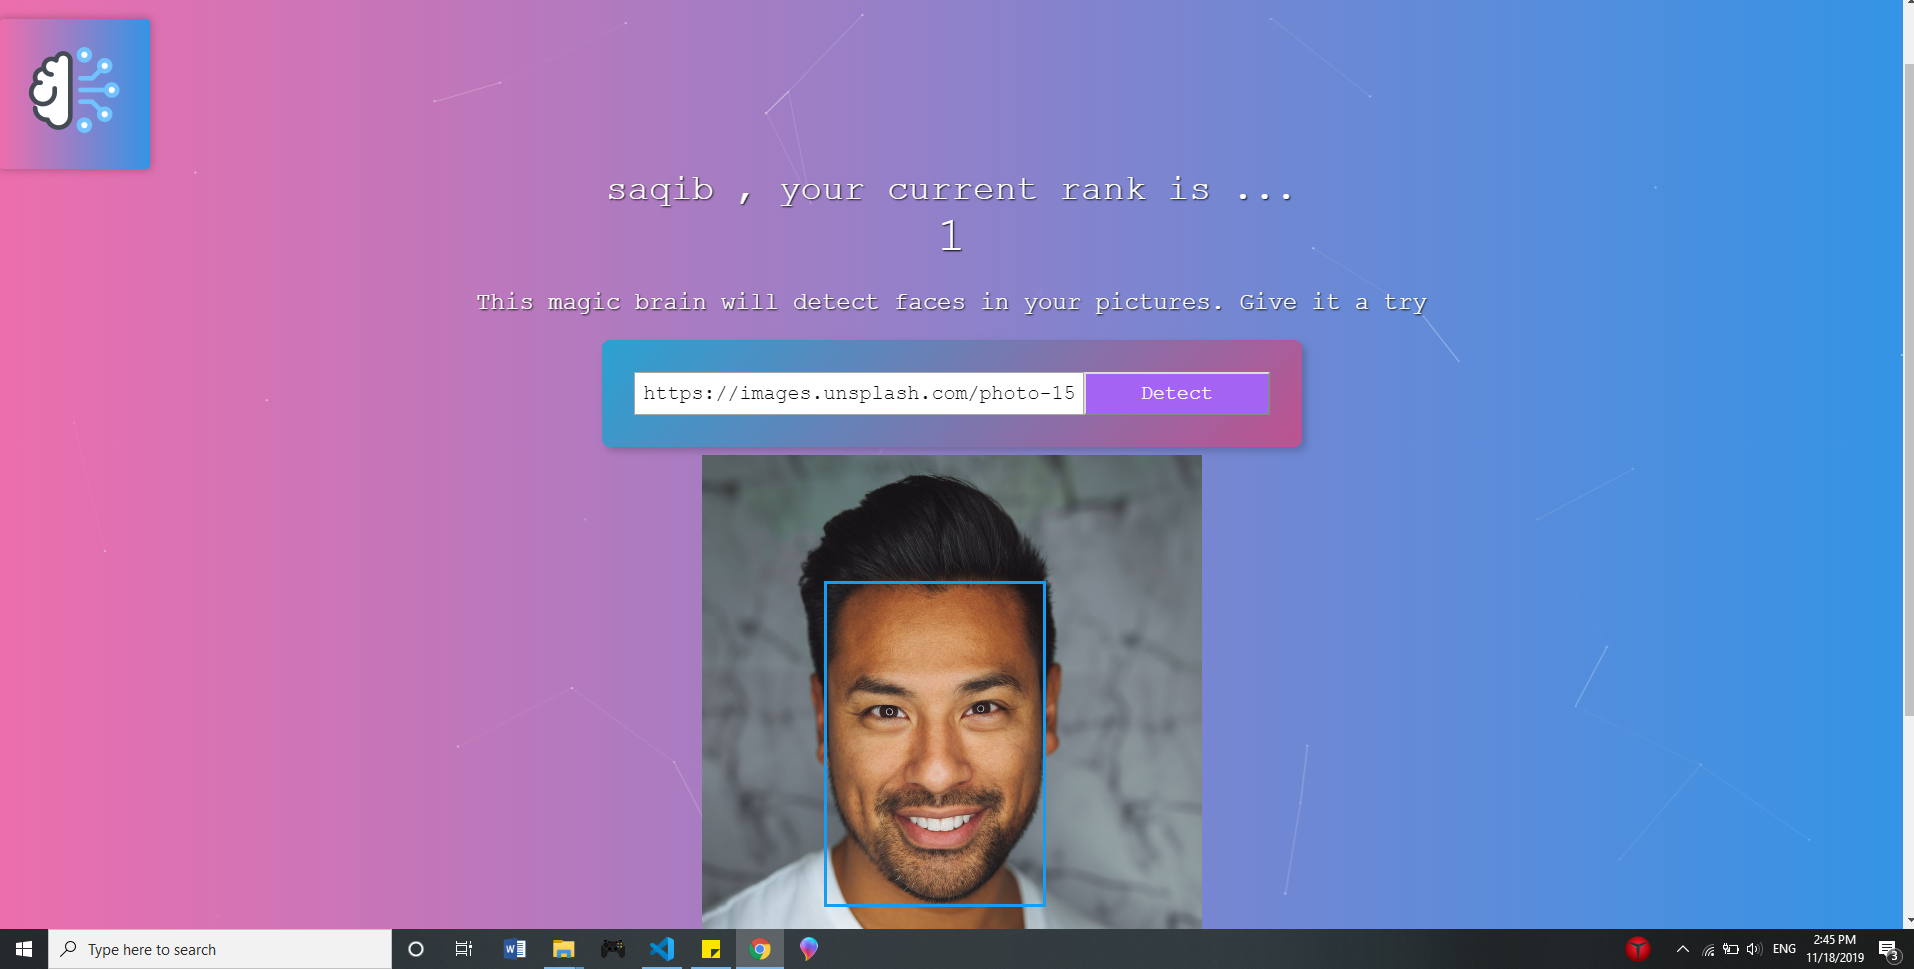 saqib , your current rank is ...
1
This magic brain will detect faces in your pictures. Give it a try
https://images.unsplash.com/photo-15
Detect
Type here to search
ENG
2:45 PM
11/18/2019
3